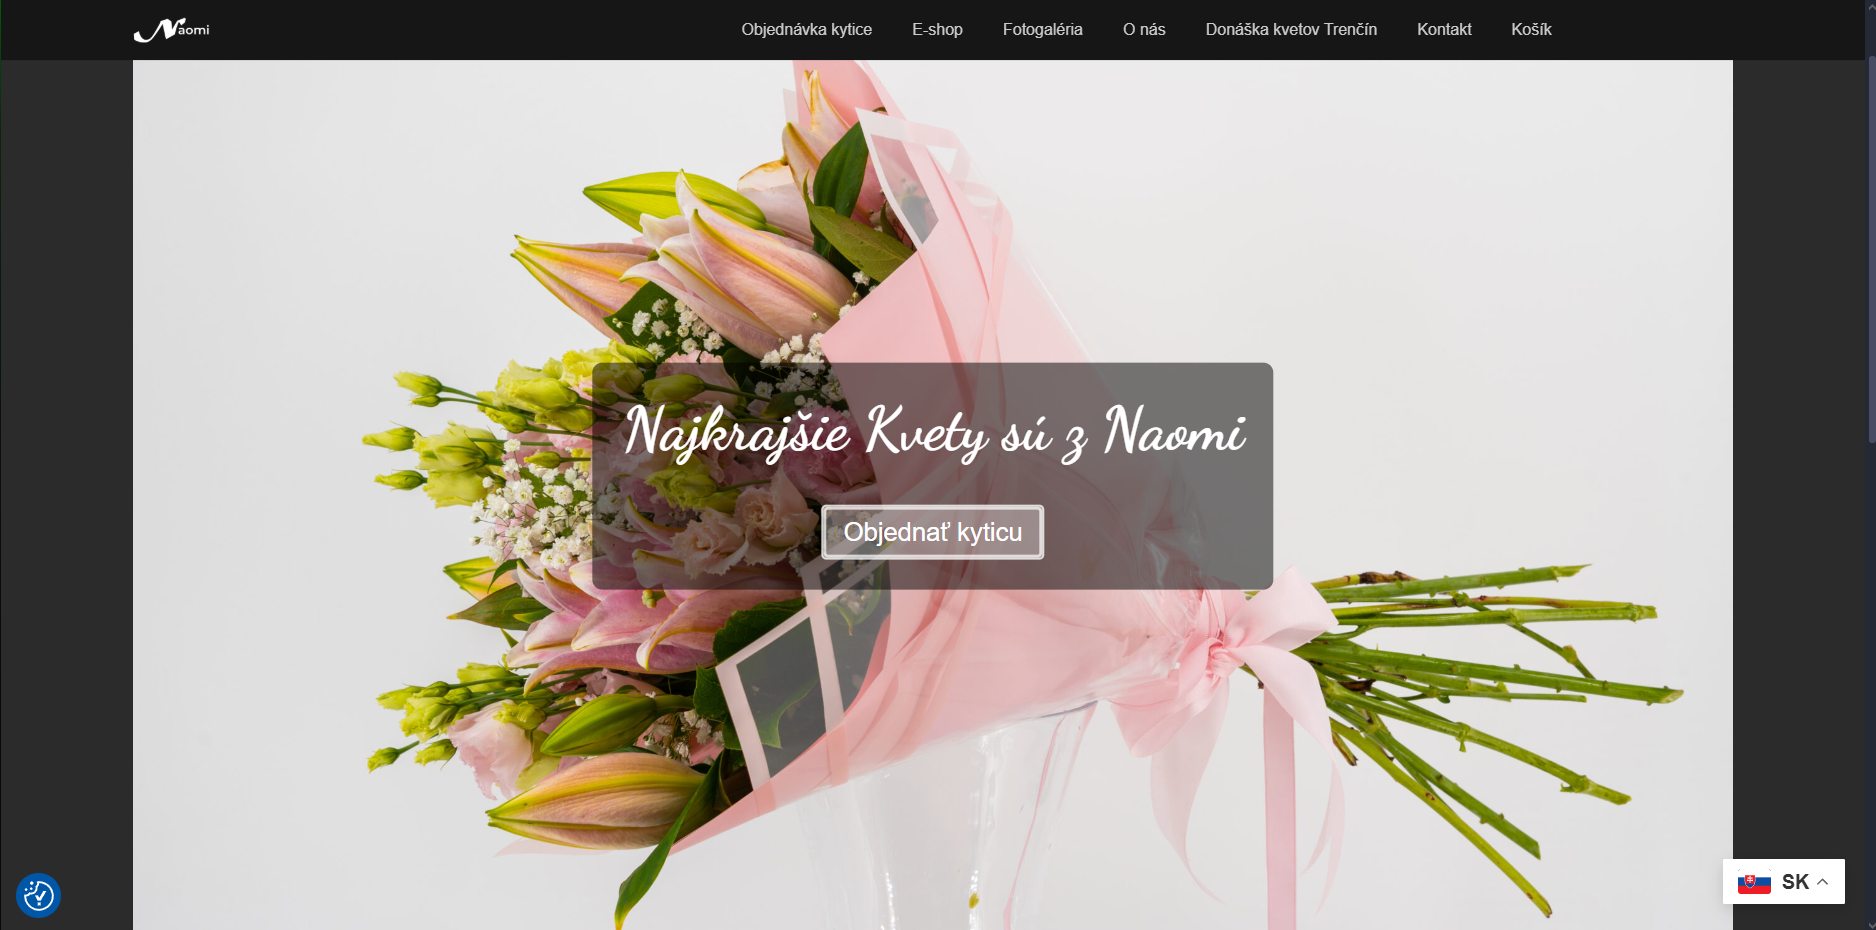 Naomi
Objednávka kytice E-shop Fotogaléria O nás Donáška kvetov Trenčín Kontakt Košík
Najkrajšie Kvety sú z Naomi
Objednať kyticu
SK